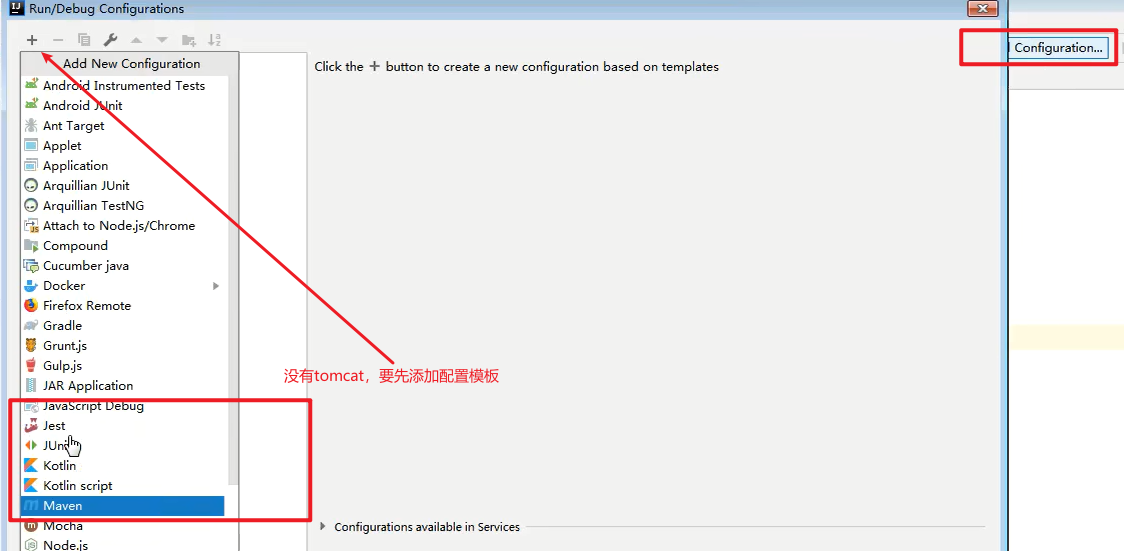 Run/Debug Configurations
Configuration...
Add New Configuration
Click the + button to create a new configuration based on templates
Android Instrumented Tests
Android JUnit
Ant Target
Applet
Application
Arquillian JUnit
Arquillian TestNG
Attach to Node.js/Chrome
Compound
Cucumber java
Docker
Firefox Remote
Gradle
Grunt.js
Gulp.js
没有tomcat，要先添加配置模板
JAR Application
JavaScript Debug
Jest
JUnit
Kotlin
Kotlin script
Maven
Mocha
Configurations available in Services
Node.js